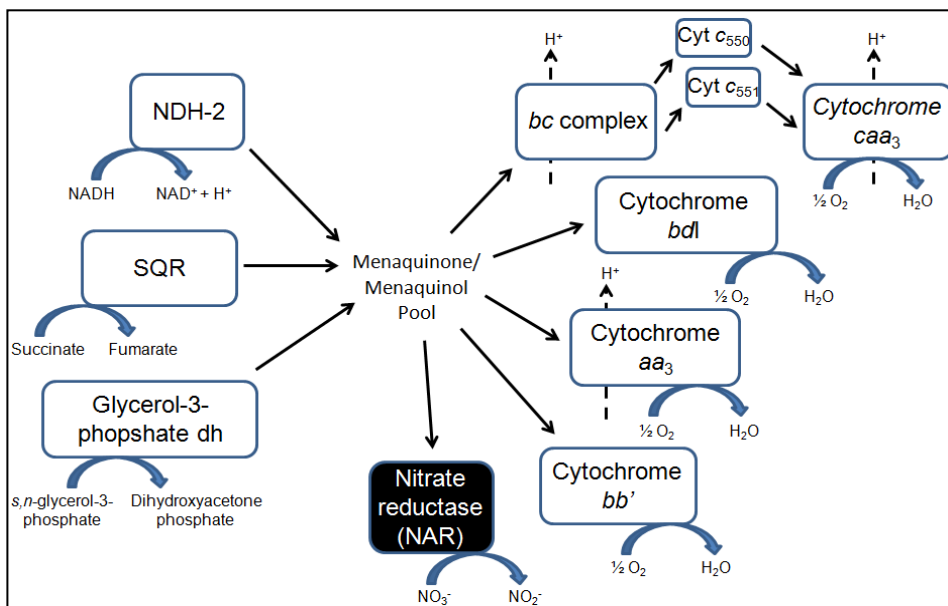 NDH-2
NADH
NAD⁺ + H⁺
SQR
Succinate
Fumarate
Glycerol-3-
phopshate dh
s,n-glycerol-3-
phosphate
Dihydroxyacetone
phosphate
Menaquinone/
Menaquinol
Pool
H⁺
bc complex
Cyt c₅₅₀
Cyt c₅₅₁
H⁺
Cytochrome
caa₃
½ O₂
H₂O
Cytochrome
bdI
½ O₂
H₂O
H⁺
Cytochrome
aa₃
½ O₂
H₂O
Cytochrome
bb’
½ O₂
H₂O
Nitrate
reductase
(NAR)
NO₃⁻
NO₂⁻